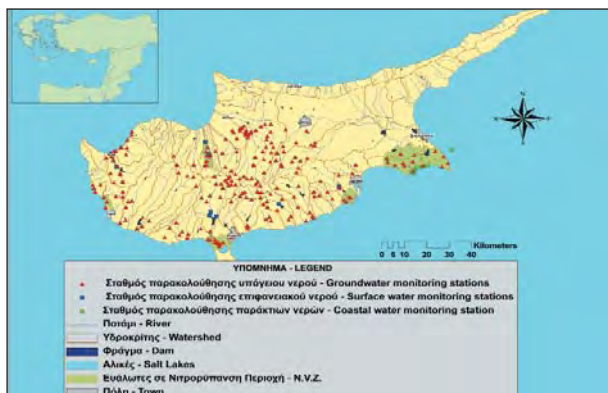 N
Kilometers
0 5 10 20 30 40
ΥΠΟΜΝΗΜΑ - LEGEND
Σταθμός παρακολούθησης υπόγειου νερού - Groundwater monitoring stations
Σταθμός παρακολούθησης επιφανειακού νερού - Surface water monitoring stations
Σταθμός παρακολούθησης παράκτιων νερών - Coastal water monitoring station
Ποτάμι - River
Υδροκρίτης - Watershed
Φράγμα - Dam
Αλικές - Salt Lakes
Ευάλωτες σε Νιτρορύπανση Περιοχή - N.V.Z.
Πόλη - Town